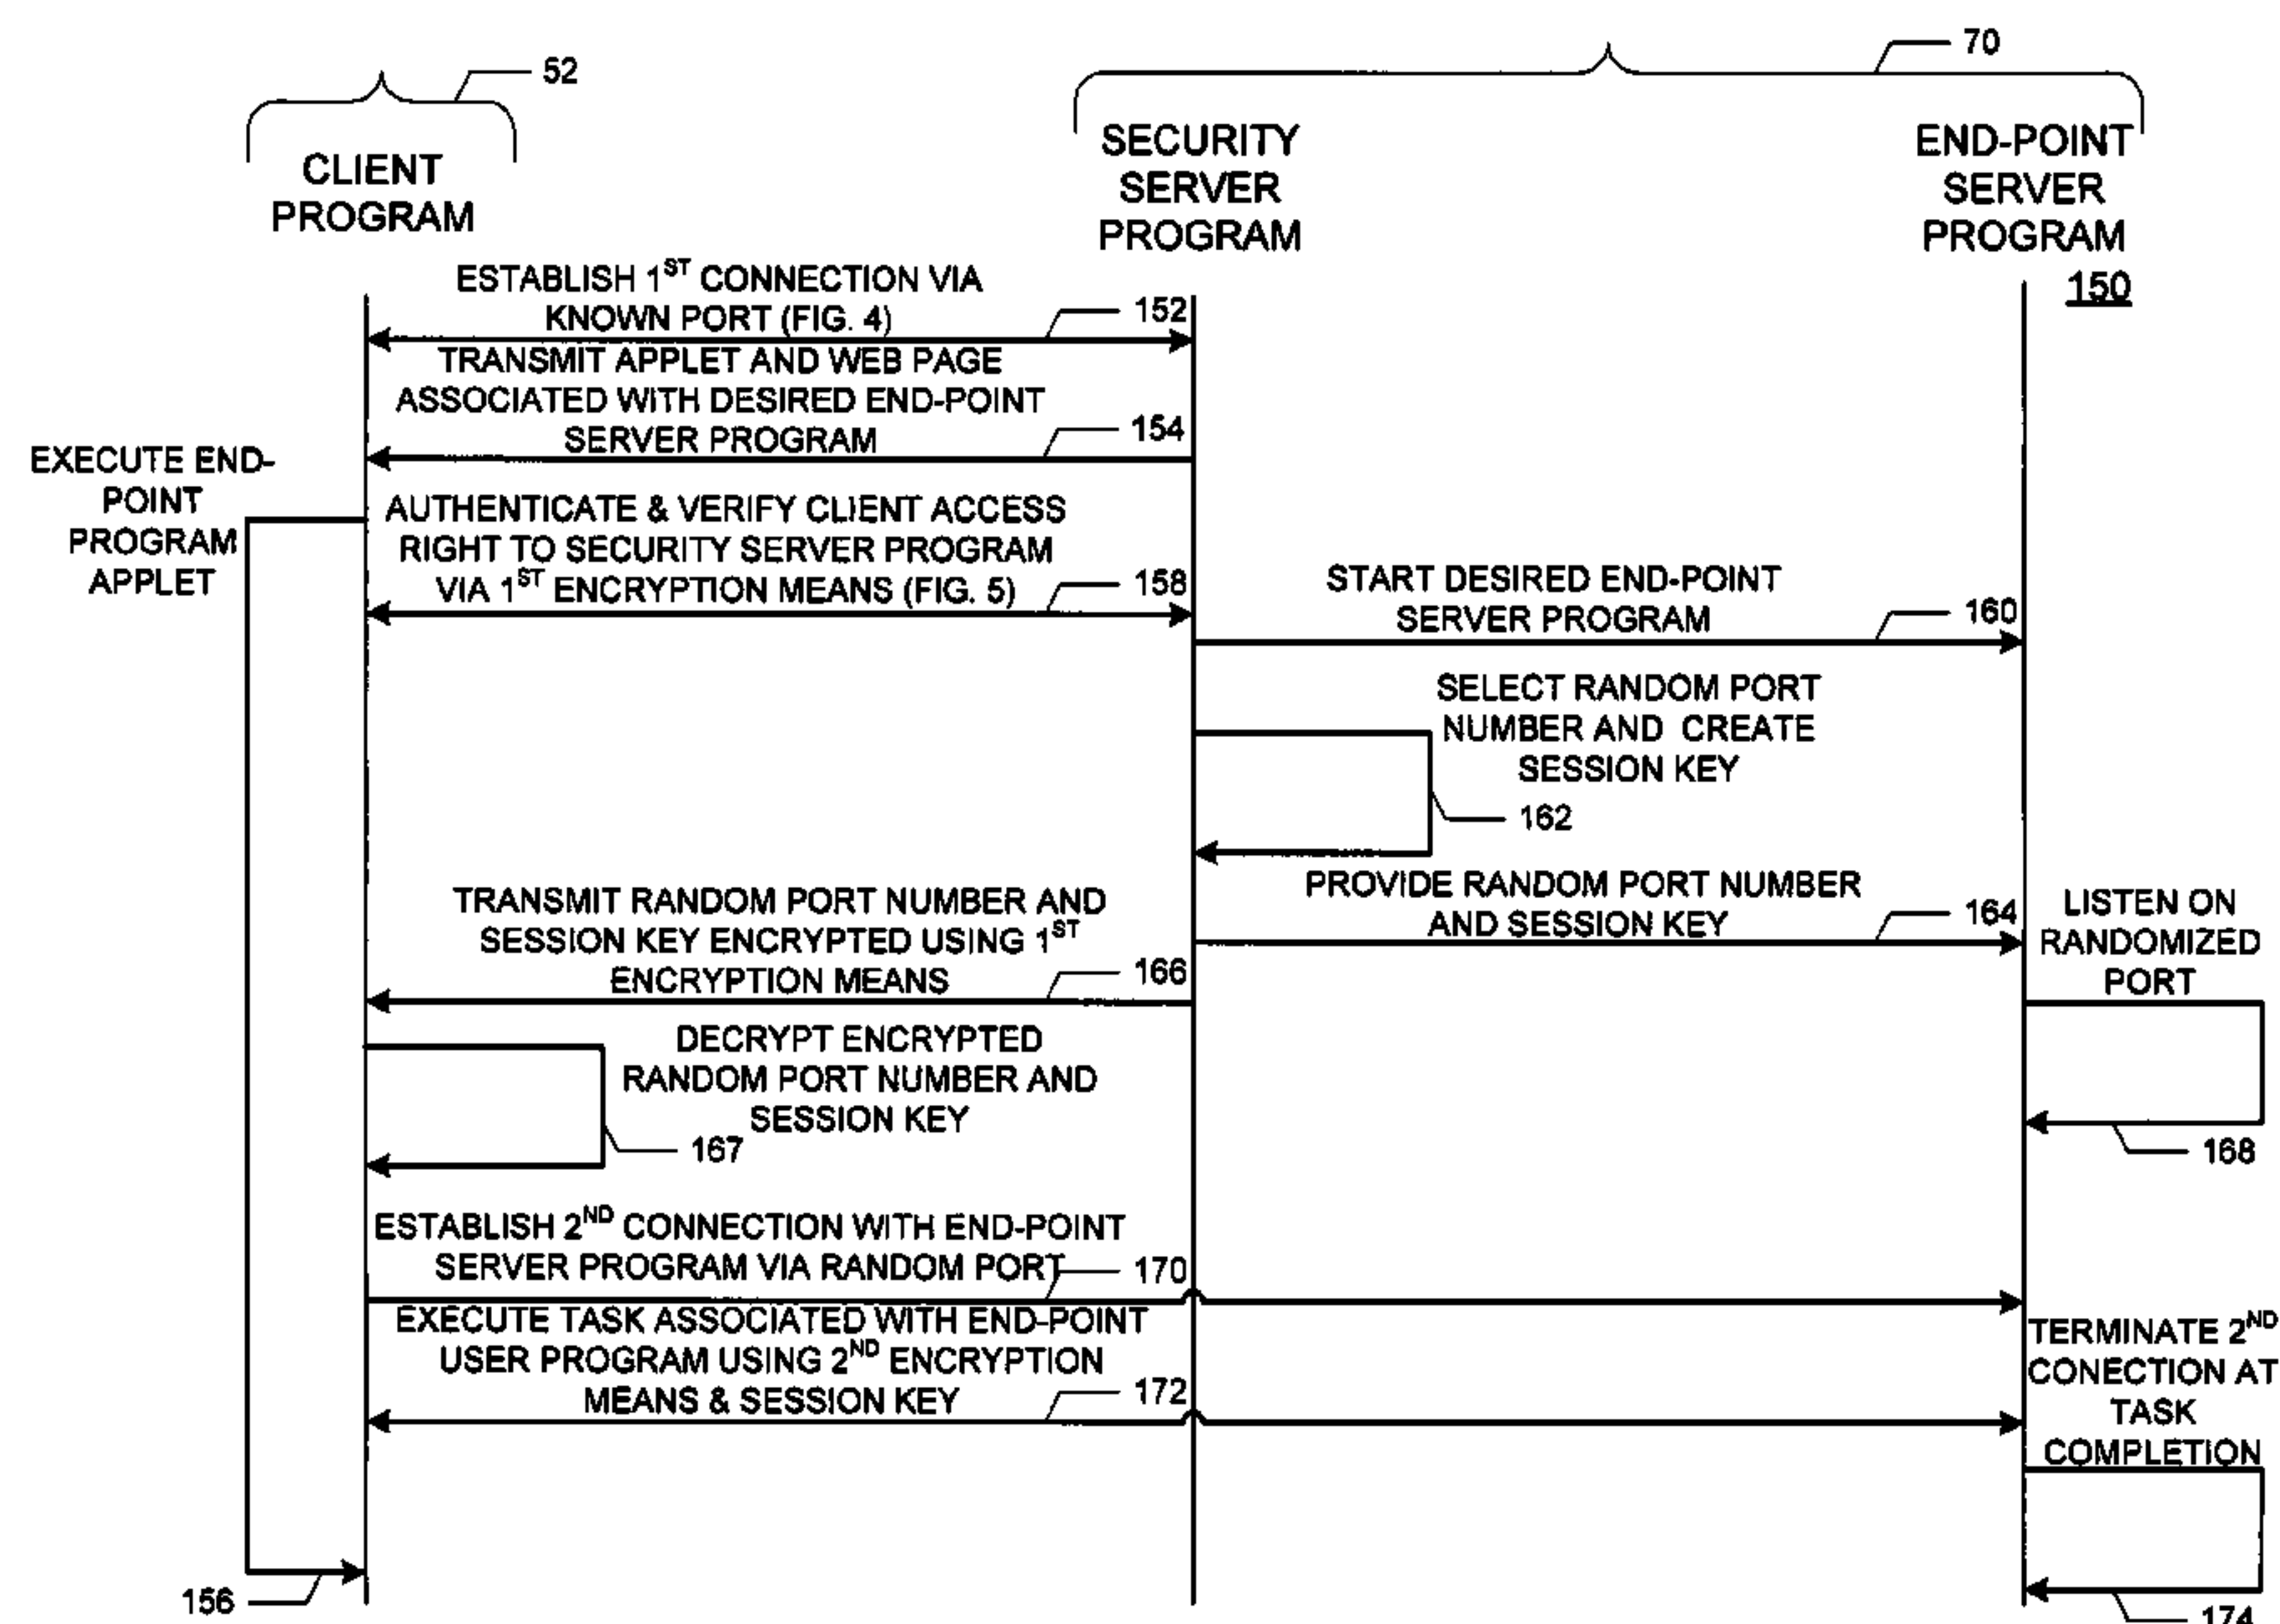 52
70
CLIENT
PROGRAM
SECURITY
SERVER
PROGRAM
END-POINT
SERVER
PROGRAM
150
ESTABLISH 1ST CONNECTION VIA
KNOWN PORT (FIG. 4)
152
TRANSMIT APPLET AND WEB PAGE
ASSOCIATED WITH DESIRED END-POINT
SERVER PROGRAM
154
EXECUTE END-
POINT
PROGRAM
APPLET
AUTHENTICATE & VERIFY CLIENT ACCESS
RIGHT TO SECURITY SERVER PROGRAM
VIA 1ST ENCRYPTION MEANS (FIG. 5)
158
START DESIRED END-POINT
SERVER PROGRAM
160
SELECT RANDOM PORT
NUMBER AND CREATE
SESSION KEY
162
PROVIDE RANDOM PORT NUMBER
AND SESSION KEY
164
LISTEN ON
RANDOMIZED
PORT
TRANSMIT RANDOM PORT NUMBER AND
SESSION KEY ENCRYPTED USING 1ST
ENCRYPTION MEANS
166
DECRYPT ENCRYPTED
RANDOM PORT NUMBER AND
SESSION KEY
167
168
ESTABLISH 2ND CONNECTION WITH END-POINT
SERVER PROGRAM VIA RANDOM PORT
170
EXECUTE TASK ASSOCIATED WITH END-POINT
USER PROGRAM USING 2ND ENCRYPTION
MEANS & SESSION KEY
172
TERMINATE 2ND
CONECTION AT
TASK
COMPLETION
156
174